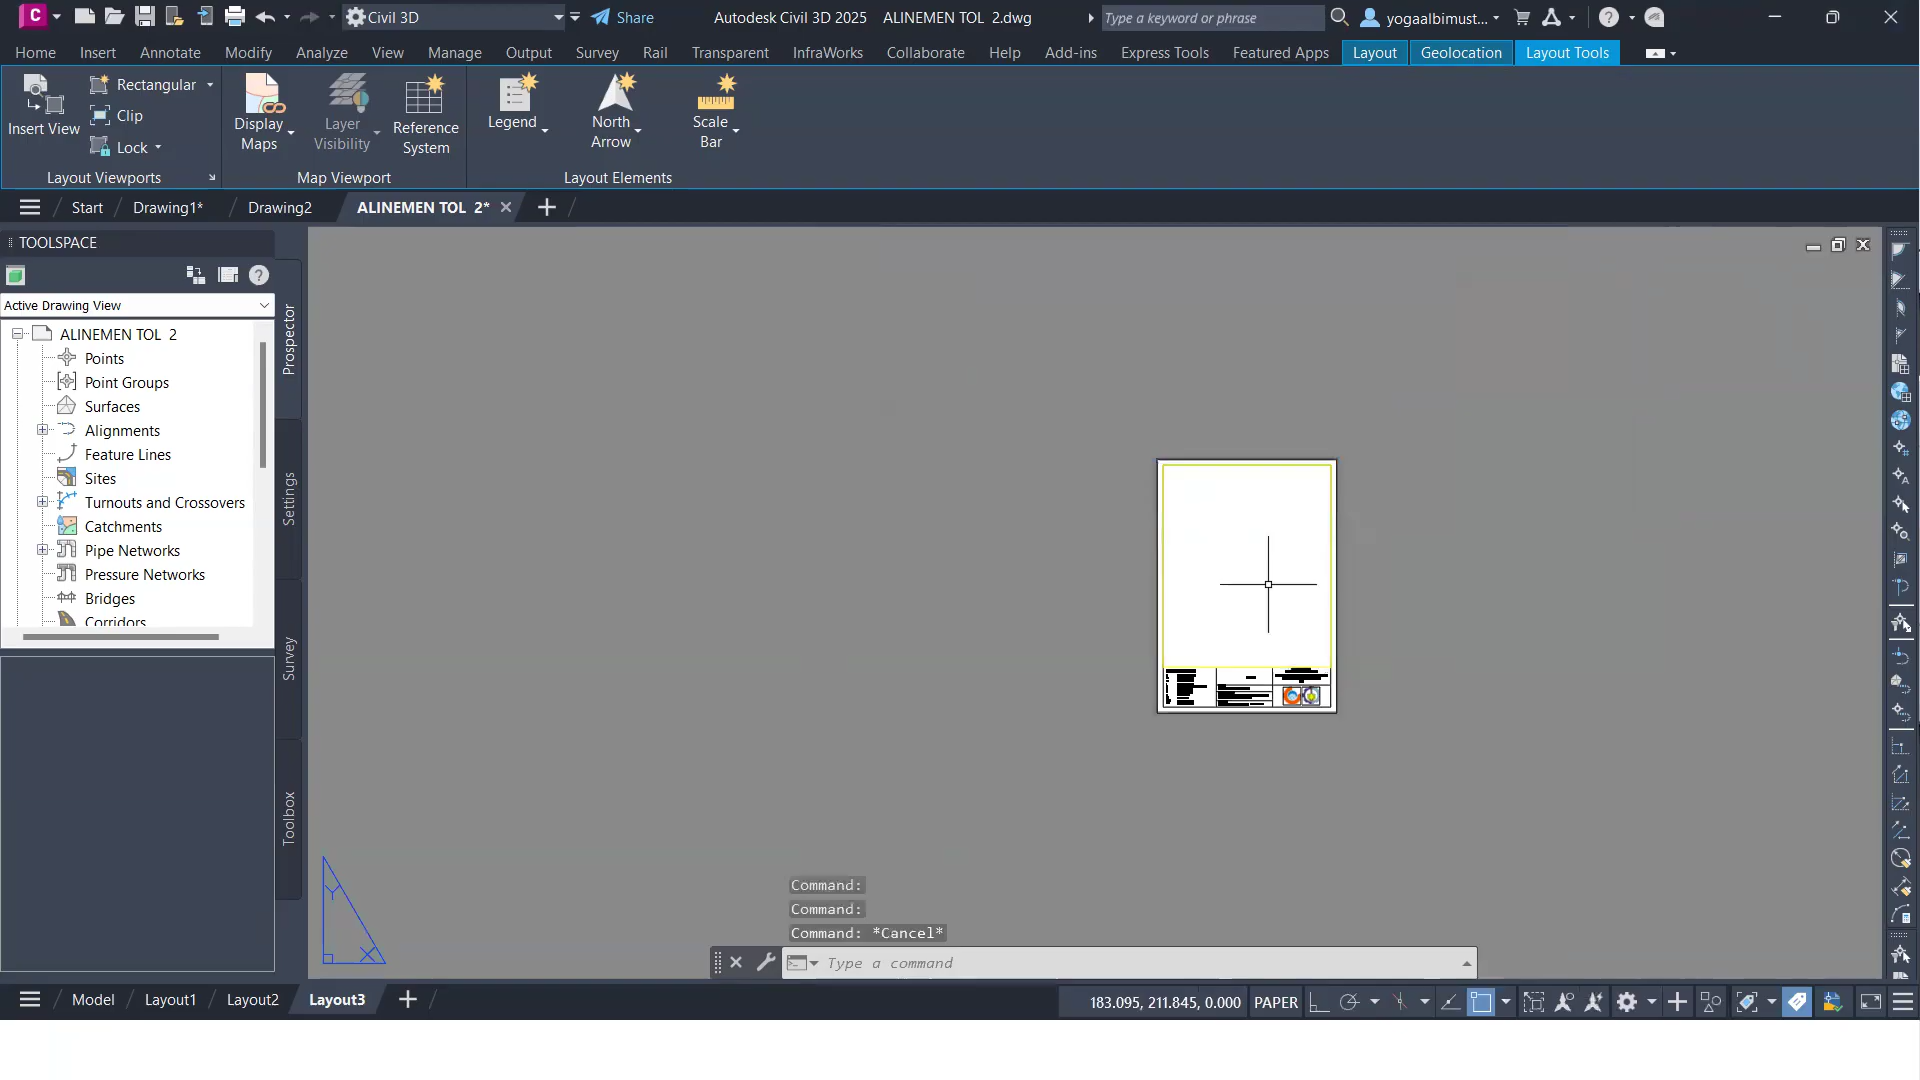 C
Civil 3D
Share
Autodesk Civil 3D 2025 ALINEMEN TOL 2.dwg
Type a keyword or phrase
yogaalbimust...
Home Insert Annotate Modify Analyze View Manage Output Survey Rail Transparent InfraWorks Collaborate Help Add-ins Express Tools Featured Apps Layout Geolocation Layout Tools
Insert View
Rectangular
Clip
Lock
Display Maps
Layer Visibility
Reference System
Legend
North Arrow
Scale Bar
Layout Viewports
Map Viewport
Layout Elements
Start Drawing1* Drawing2 ALINEMEN TOL 2*
TOOLSPACE
Active Drawing View
ALINEMEN TOL 2
Points
Point Groups
Surfaces
Alignments
Feature Lines
Sites
Turnouts and Crossovers
Catchments
Pipe Networks
Pressure Networks
Bridges
Corridors
Prospector
Settings
Survey
Toolbox
Y
X
Command:
Command:
Command: *Cancel*
Type a command
Model Layout1 Layout2 Layout3
183.095, 211.845, 0.000 PAPER